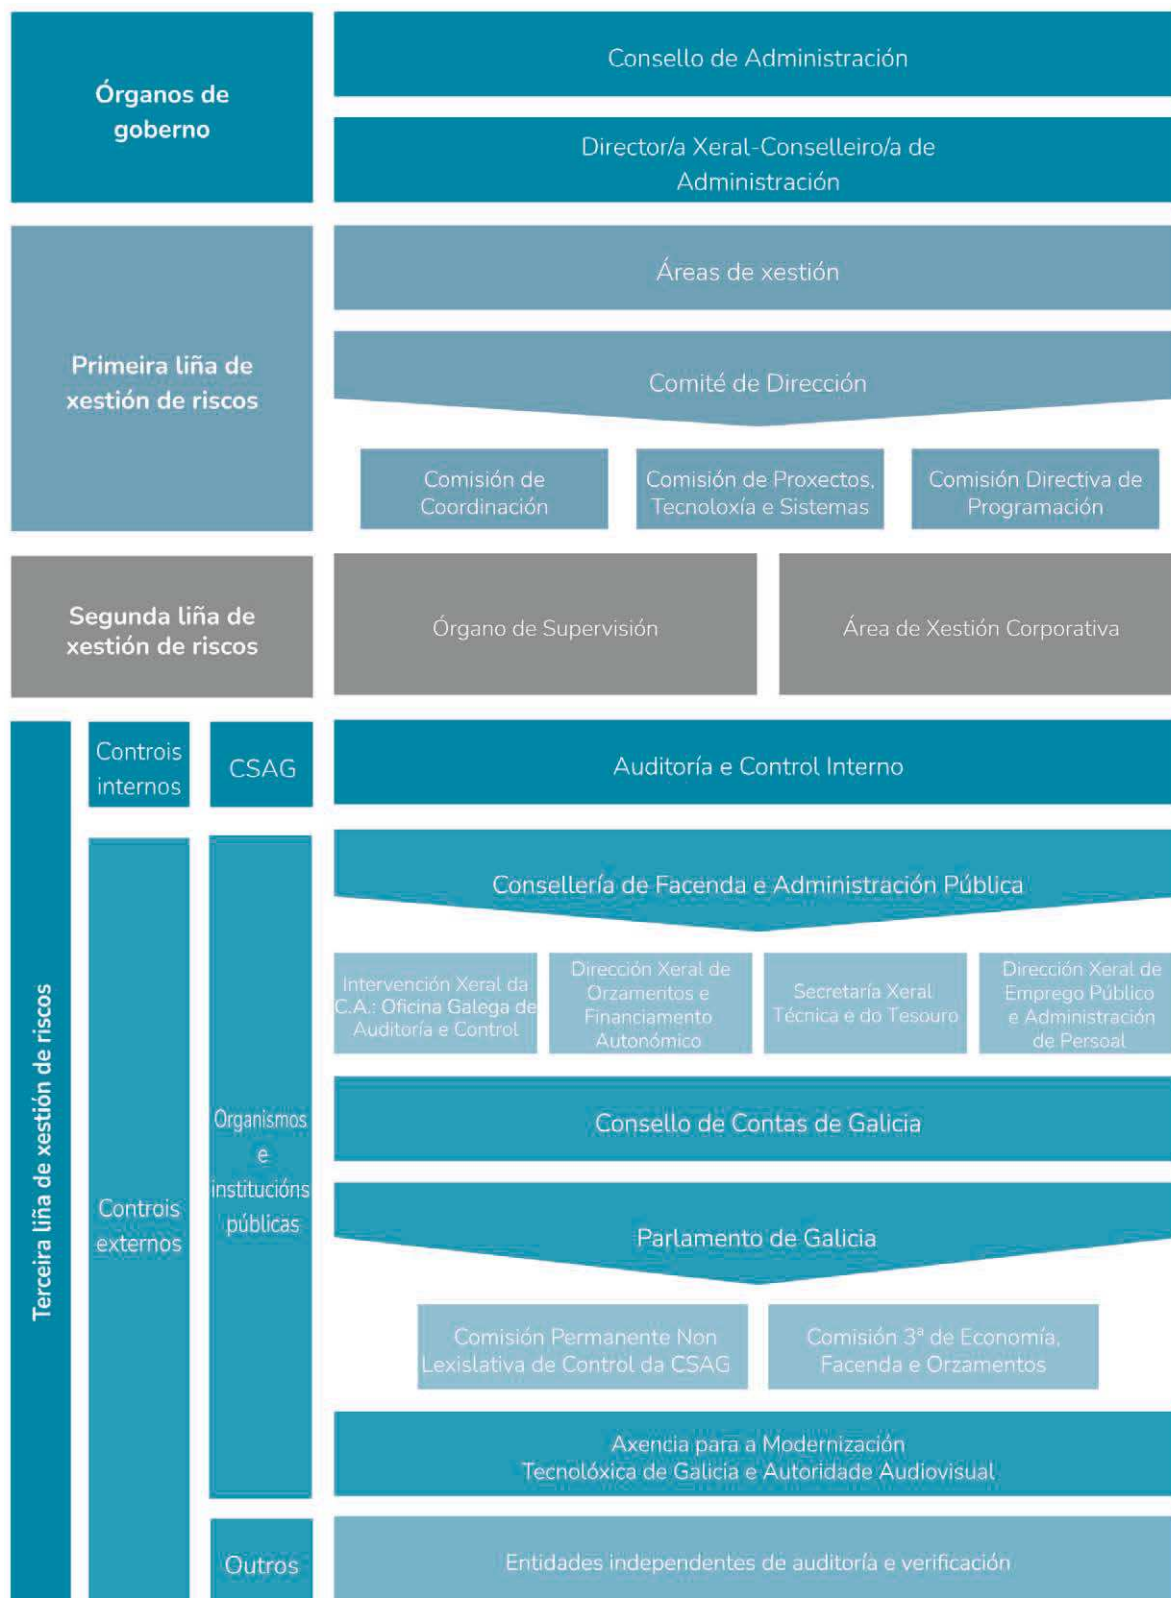 Órganos de
goberno
Consello de Administración
Director/a Xeral-Conselleiro/a de
Administración
Primeira liña de
xestión de riscos
Áreas de xestión
Comité de Dirección
Comisión de
Coordinación
Comisión de Proxectos,
Tecnoloxía e Sistemas
Comisión Directiva de
Programación
Segunda liña de
xestión de riscos
Órgano de Supervisión
Área de Xestión Corporativa
Terceira liña de xestión de riscos
Controis
internos
CSAG
Auditoría e Control Interno
Controis
externos
Organismos
e
institucións
públicas
Consellería de Facenda e Administración Pública
Intervención Xeral da
C.A.: Oficina Galega de
Auditoría e Control
Dirección Xeral de
Orzamentos e
Financiamento
Autonómico
Secretaría Xeral
Técnica e do Tesouro
Dirección Xeral de
Emprego Público
e Administración
de Persoal
Consello de Contas de Galicia
Parlamento de Galicia
Comisión Permanente Non
Lexislativa de Control da CSAG
Comisión 3ª de Economía,
Facenda e Orzamentos
Axencia para a Modernización
Tecnolóxica de Galicia e Autoridade Audiovisual
Outros
Entidades independentes de auditoría e verificación